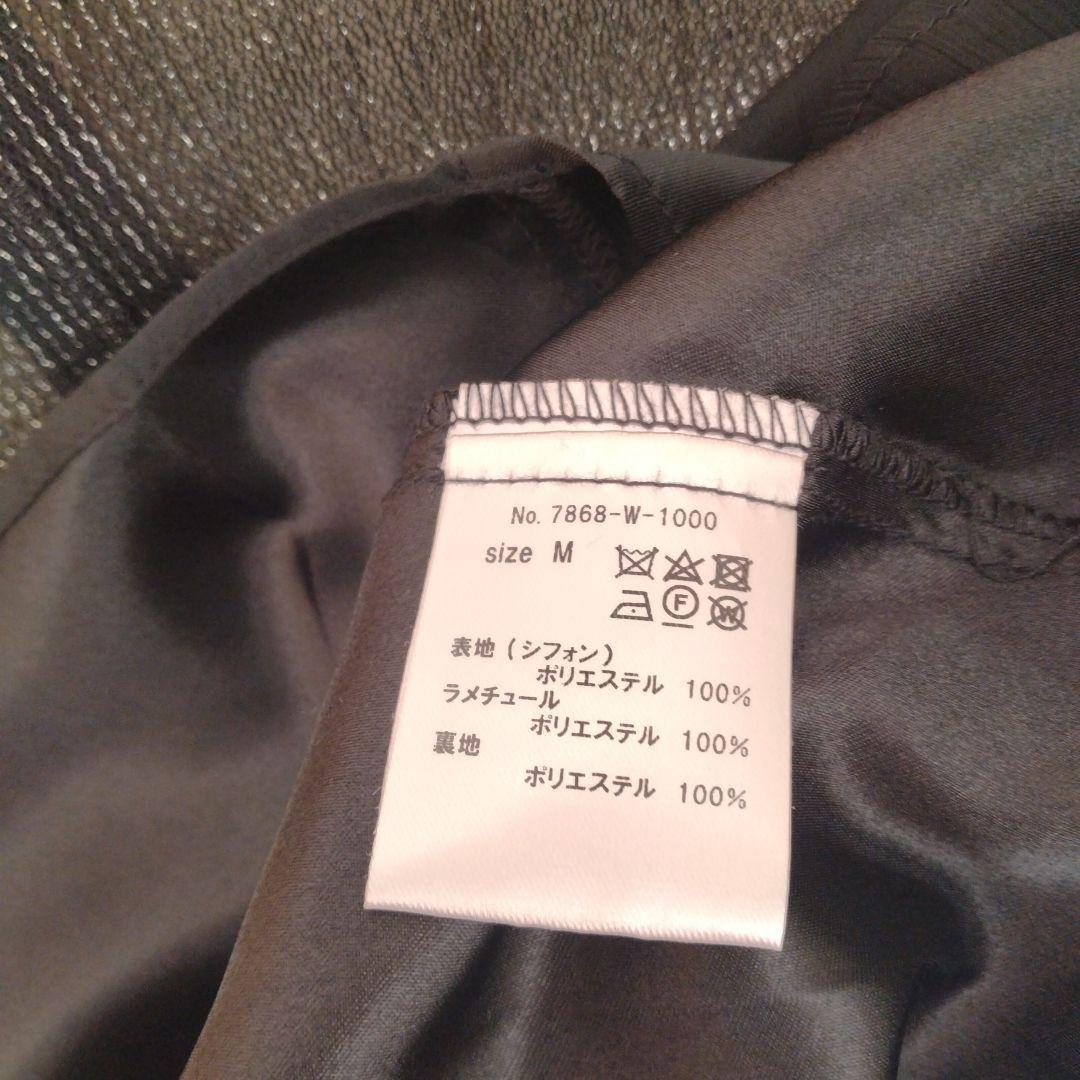 No. 7868-W-1000
size M
F
W
表地(シフォン)
ポリエステル 100%
ラメチュール
ポリエステル 100%
裏地
ポリエステル 100%